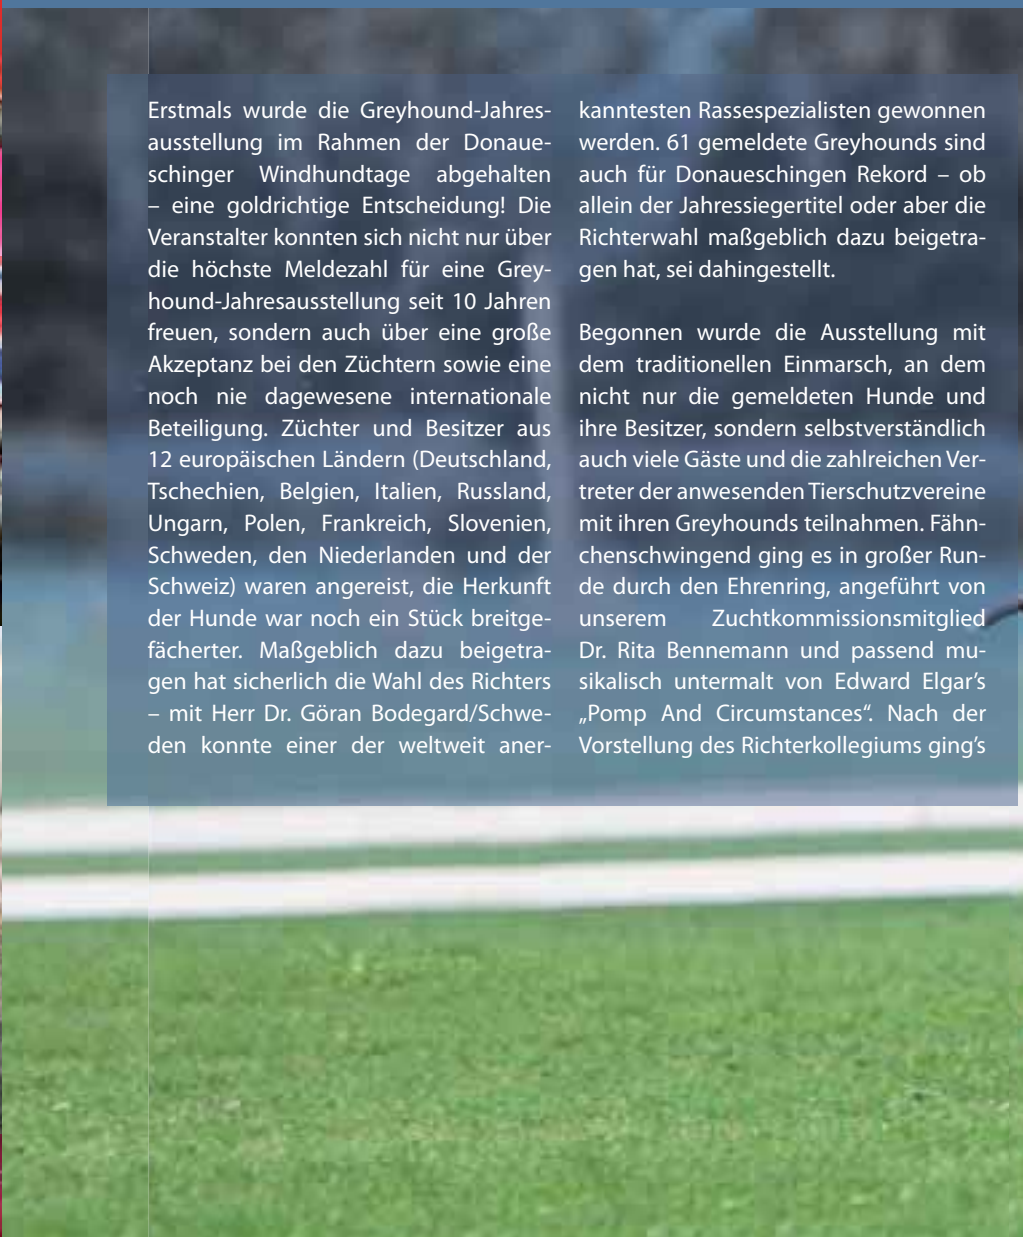 Erstmals wurde die Greyhound-Jahres-
ausstellung im Rahmen der Donaue-
schinger Windhundtage abgehalten
– eine goldrichtige Entscheidung! Die
Veranstalter konnten sich nicht nur über
die höchste Meldezahl für eine Grey-
hound-Jahresausstellung seit 10 Jahren
freuen, sondern auch über eine große
Akzeptanz bei den Züchtern sowie eine
noch nie dagewesene internationale
Beteiligung. Züchter und Besitzer aus
12 europäischen Ländern (Deutschland,
Tschechien, Belgien, Italien, Russland,
Ungarn, Polen, Frankreich, Slovenien,
Schweden, den Niederlanden und der
Schweiz) waren angereist, die Herkunft
der Hunde war noch ein Stück breitge-
fächerter. Maßgeblich dazu beigetra-
gen hat sicherlich die Wahl des Richters
– mit Herr Dr. Göran Bodegard/Schwe-
den konnte einer der weltweit aner-
kanntesten Rassespezialisten gewonnen
werden. 61 gemeldete Greyhounds sind
auch für Donaueschingen Rekord – ob
allein der Jahressiegertitel oder aber die
Richterwahl maßgeblich dazu beigetra-
gen hat, sei dahingestellt.
Begonnen wurde die Ausstellung mit
dem traditionellen Einmarsch, an dem
nicht nur die gemeldeten Hunde und
ihre Besitzer, sondern selbstverständlich
auch viele Gäste und die zahlreichen Ver-
treter der anwesenden Tierschutzvereine
mit ihren Greyhounds teilnahmen. Fähn-
chenschwingend ging es in großer Run-
de durch den Ehrenring, angeführt von
unserem Zuchtkommissionsmitglied
Dr. Rita Bennemann und passend mu-
sikalisch untermalt von Edward Elgar's
„Pomp And Circumstances“. Nach der
Vorstellung des Richterkollegiums ging's